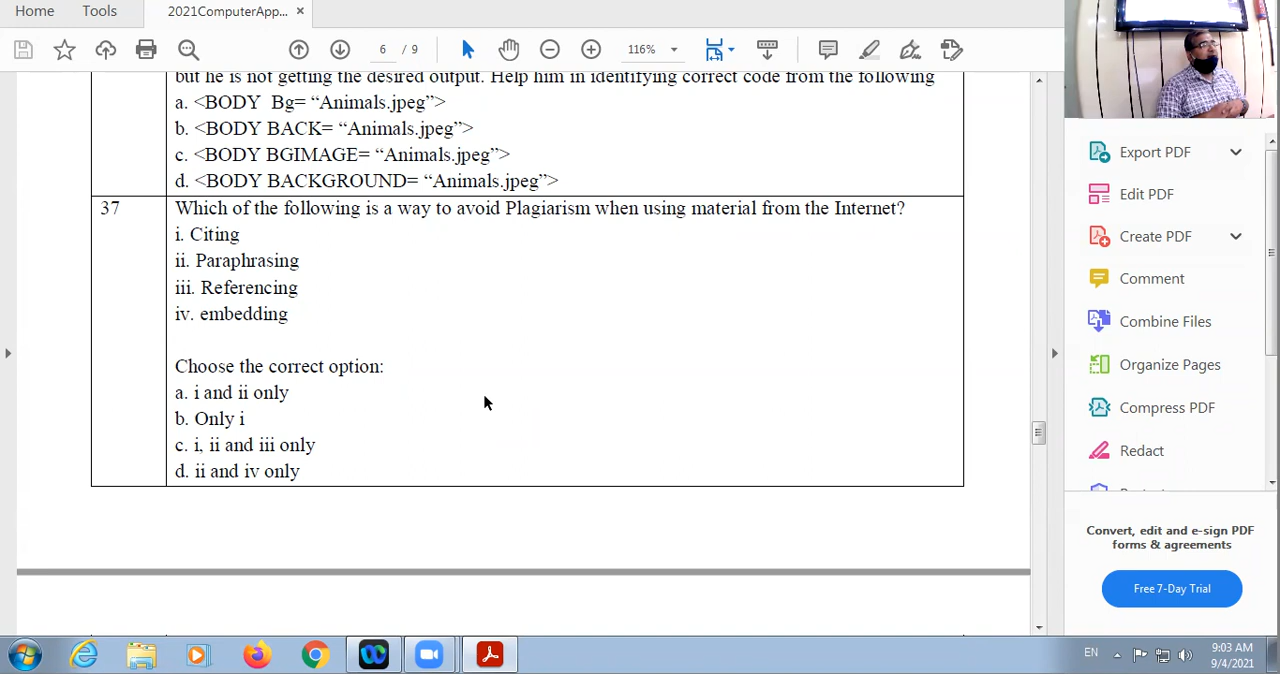 Home
Tools
2021ComputerApp... ×
6 / 9
116%
but he is not getting the desired output. Help him in identifying correct code from the following
a. <BODY Bg= “Animals.jpeg”>
b. <BODY BACK= “Animals.jpeg”>
c. <BODY BGIMAGE= “Animals.jpeg”>
d. <BODY BACKGROUND= “Animals.jpeg”>
37
Which of the following is a way to avoid Plagiarism when using material from the Internet?
i. Citing
ii. Paraphrasing
iii. Referencing
iv. embedding
Choose the correct option:
a. i and ii only
b. Only i
c. i, ii and iii only
d. ii and iv only
Export PDF
Edit PDF
Create PDF
Comment
Combine Files
Organize Pages
Compress PDF
Redact
Convert, edit and e-sign PDF
forms & agreements
Free 7-Day Trial
EN
9:03 AM
9/4/2021